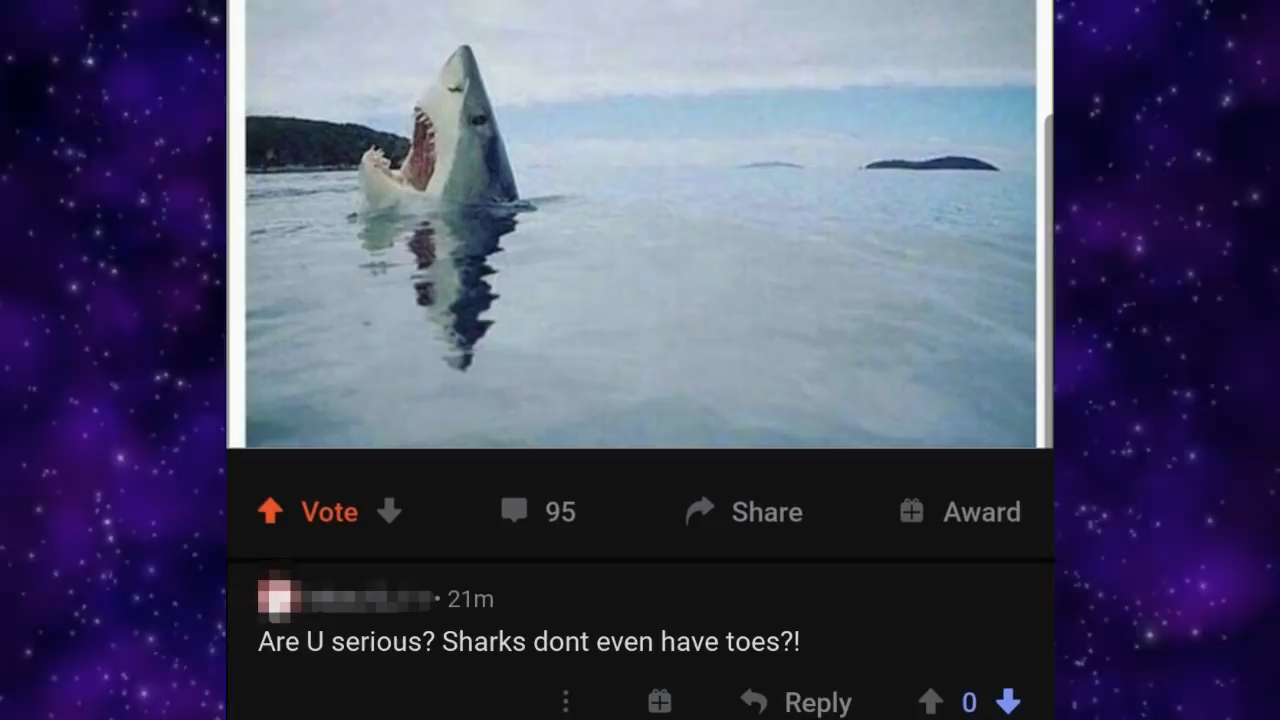 Vote
95
Share
Award
• 21m
Are U serious? Sharks dont even have toes?!
Reply
0